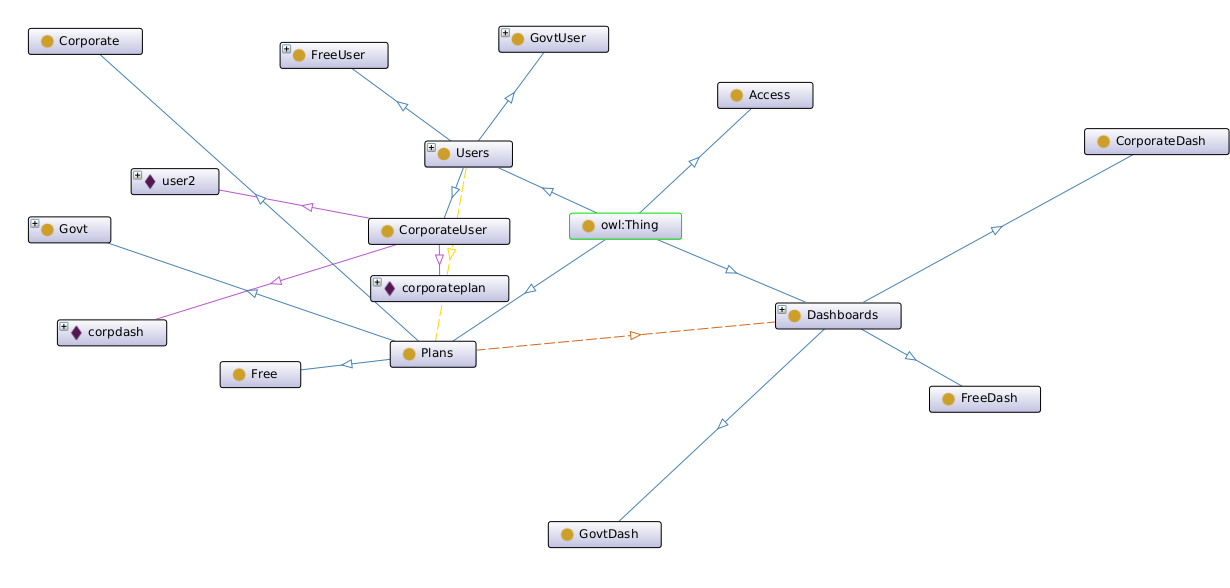 Corporate
FreeUser
GovtUser
Access
CorporateDash
Users
user2
Govt
CorporateUser
owl:Thing
corporateplan
Dashboards
corpdash
Plans
Free
FreeDash
GovtDash